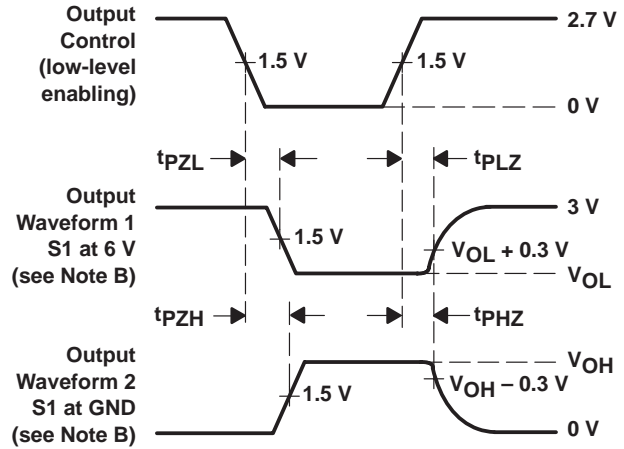 Output
Control
(low-level
enabling)
2.7 V
1.5 V
1.5 V
0 V
tPZL
tPLZ
Output
Waveform 1
S1 at 6 V
(see Note B)
3 V
1.5 V
VOL + 0.3 V
VOL
tPZH
tPHZ
Output
Waveform 2
S1 at GND
(see Note B)
VOH
VOH – 0.3 V
1.5 V
0 V